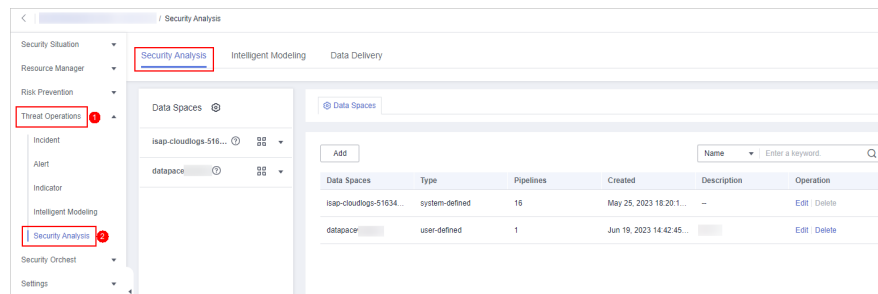 / Security Analysis
Security Situation
Resource Manager
Risk Prevention
Threat Operations 1
Incident
Alert
Indicator
Intelligent Modeling
Security Analysis 2
Security Orchest
Settings
Security Analysis Intelligent Modeling Data Delivery
Data Spaces
isap-cloudlogs-516...
datapace
Data Spaces
Add
Name Enter a keyword.
Data Spaces Type Pipelines Created Description Operation
isap-cloudlogs-51634... system-defined 16 May 25, 2023 18:20:1... -- Edit Delete
datapace user-defined 1 Jun 19, 2023 14:42:45... Edit Delete